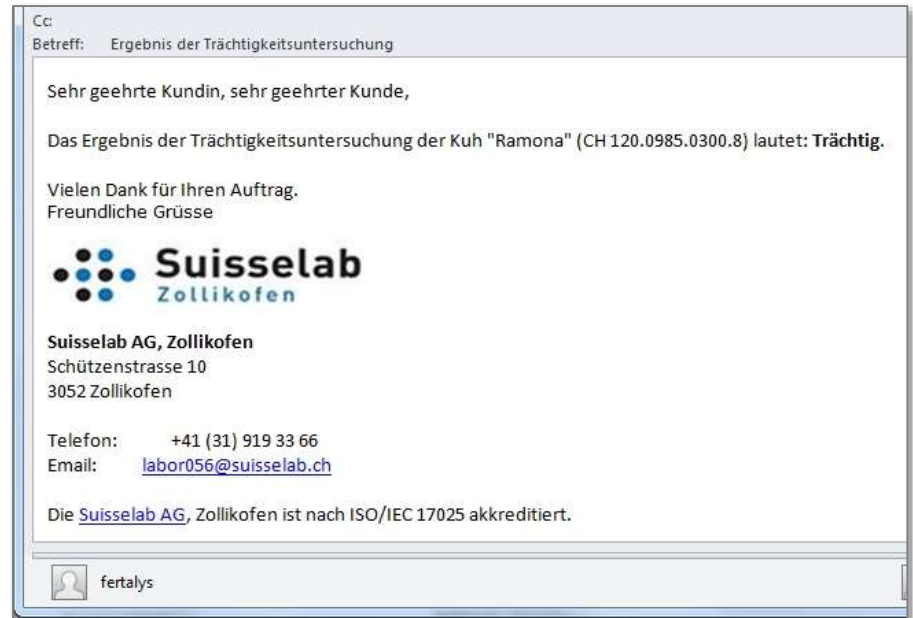 Cc:
Betreff: Ergebnis der Trächtigkeitsuntersuchung
Sehr geehrte Kundin, sehr geehrter Kunde,
Das Ergebnis der Trächtigkeitsuntersuchung der Kuh "Ramona" (CH 120.0985.0300.8) lautet: Trächtig.
Vielen Dank für Ihren Auftrag.
Freundliche Grüsse
Suisselab
Zollikofen
Suisselab AG, Zollikofen
Schützenstrasse 10
3052 Zollikofen
Telefon: +41 (31) 919 33 66
Email: labor056@suisselab.ch
Die Suisselab AG, Zollikofen ist nach ISO/IEC 17025 akkreditiert.
fertalys